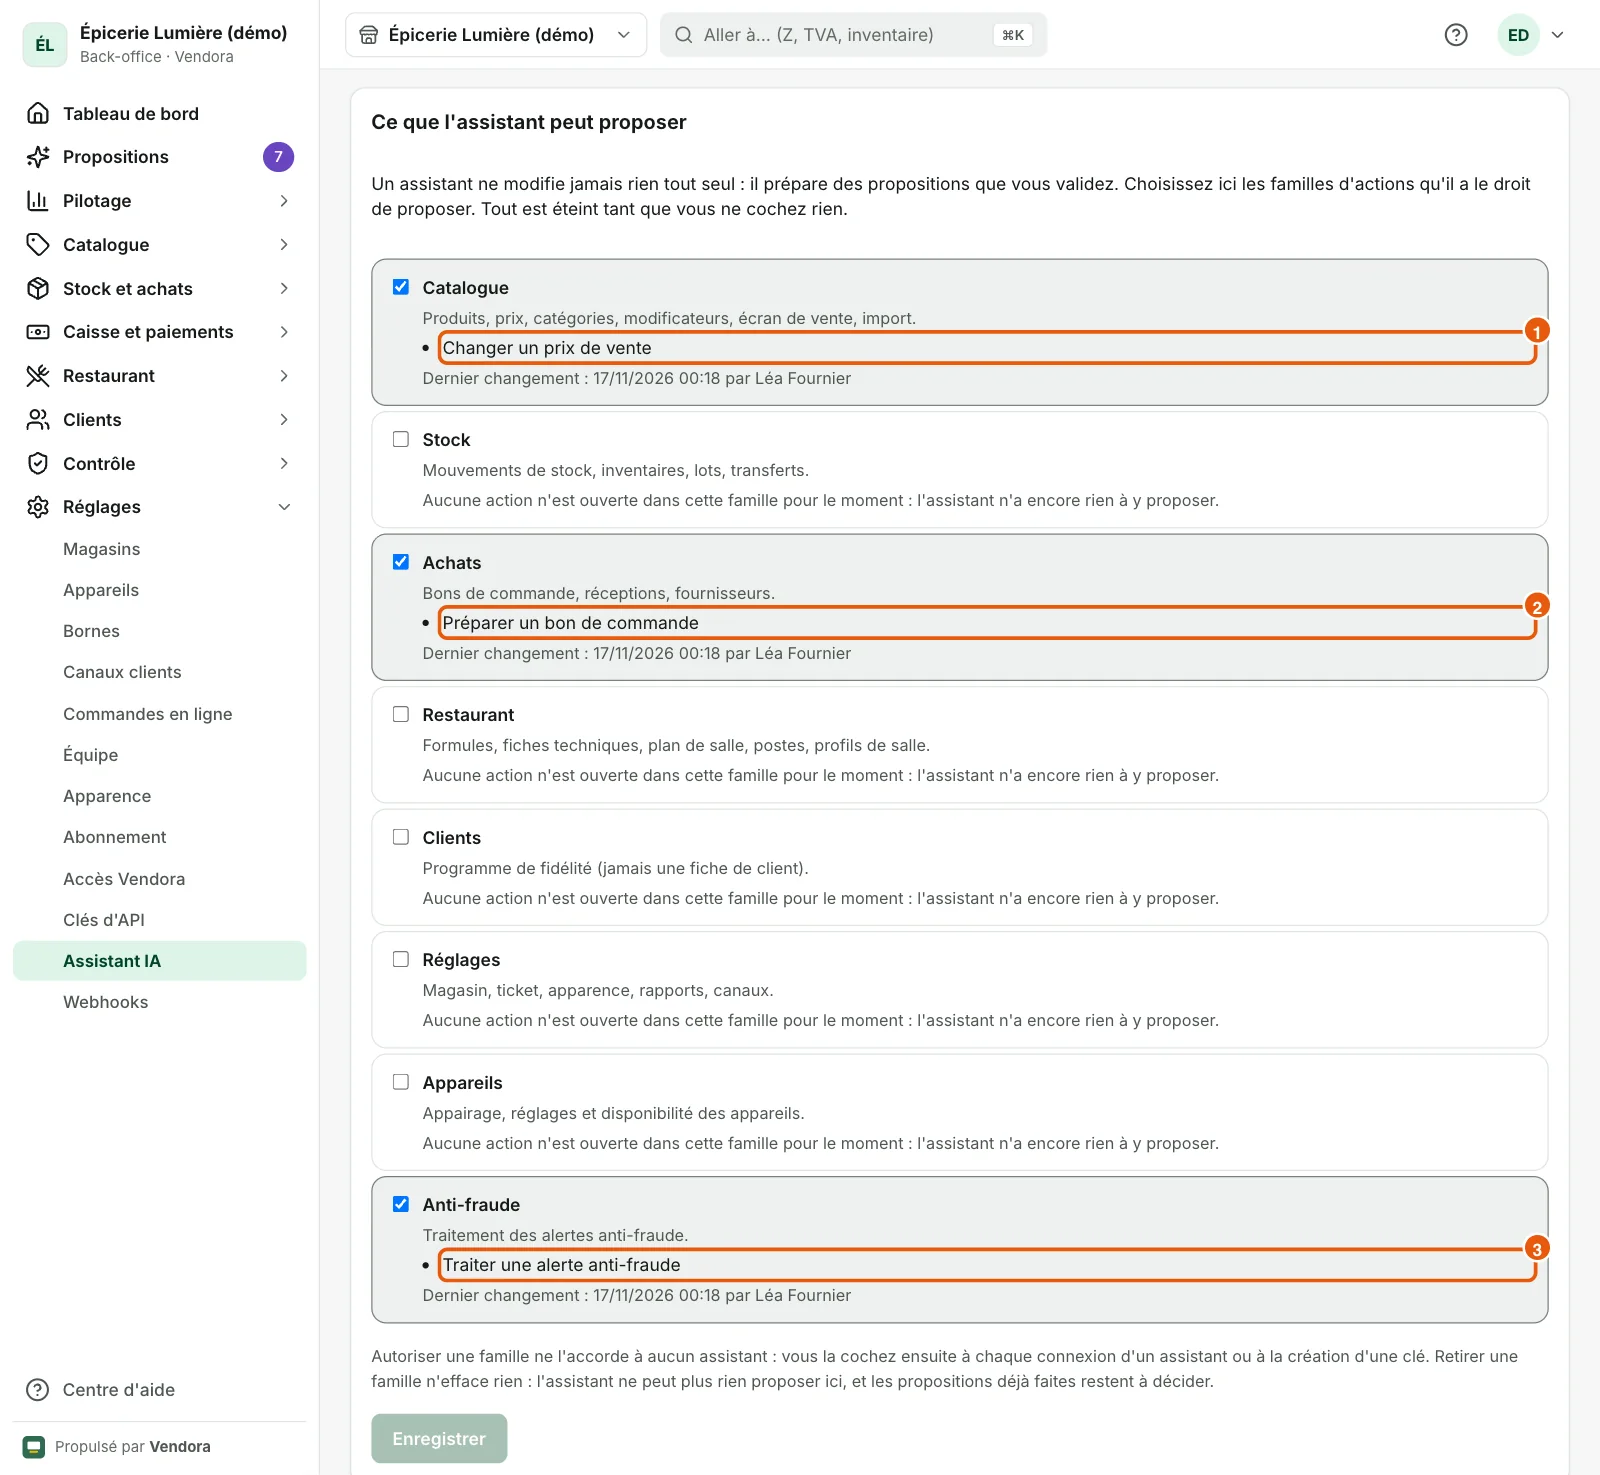 ÉL
Épicerie Lumière (démo)
Back-office · Vendora
Tableau de bord
Propositions
7
Pilotage
Catalogue
Stock et achats
Caisse et paiements
Restaurant
Clients
Contrôle
Réglages
Magasins
Appareils
Bornes
Canaux clients
Commandes en ligne
Équipe
Apparence
Abonnement
Accès Vendora
Clés d'API
Assistant IA
Webhooks
Centre d'aide
Propulsé par Vendora
Épicerie Lumière (démo)
Aller à... (Z, TVA, inventaire)
⌘K
ED
Ce que l'assistant peut proposer
Un assistant ne modifie jamais rien tout seul : il prépare des propositions que vous validez. Choisissez ici les familles d'actions qu'il a le droit
de proposer. Tout est éteint tant que vous ne cochez rien.
Catalogue
Produits, prix, catégories, modificateurs, écran de vente, import.
• Changer un prix de vente
1
Dernier changement : 17/11/2026 00:18 par Léa Fournier
Stock
Mouvements de stock, inventaires, lots, transferts.
Aucune action n'est ouverte dans cette famille pour le moment : l'assistant n'a encore rien à y proposer.
Achats
Bons de commande, réceptions, fournisseurs.
• Préparer un bon de commande
2
Dernier changement : 17/11/2026 00:18 par Léa Fournier
Restaurant
Formules, fiches techniques, plan de salle, postes, profils de salle.
Aucune action n'est ouverte dans cette famille pour le moment : l'assistant n'a encore rien à y proposer.
Clients
Programme de fidélité (jamais une fiche de client).
Aucune action n'est ouverte dans cette famille pour le moment : l'assistant n'a encore rien à y proposer.
Réglages
Magasin, ticket, apparence, rapports, canaux.
Aucune action n'est ouverte dans cette famille pour le moment : l'assistant n'a encore rien à y proposer.
Appareils
Appairage, réglages et disponibilité des appareils.
Aucune action n'est ouverte dans cette famille pour le moment : l'assistant n'a encore rien à y proposer.
Anti-fraude
Traitement des alertes anti-fraude.
• Traiter une alerte anti-fraude
3
Dernier changement : 17/11/2026 00:18 par Léa Fournier
Autoriser une famille ne l'accorde à aucun assistant : vous la cochez ensuite à chaque connexion d'un assistant ou à la création d'une clé. Retirer une
famille n'efface rien : l'assistant ne peut plus rien proposer ici, et les propositions déjà faites restent à décider.
Enregistrer